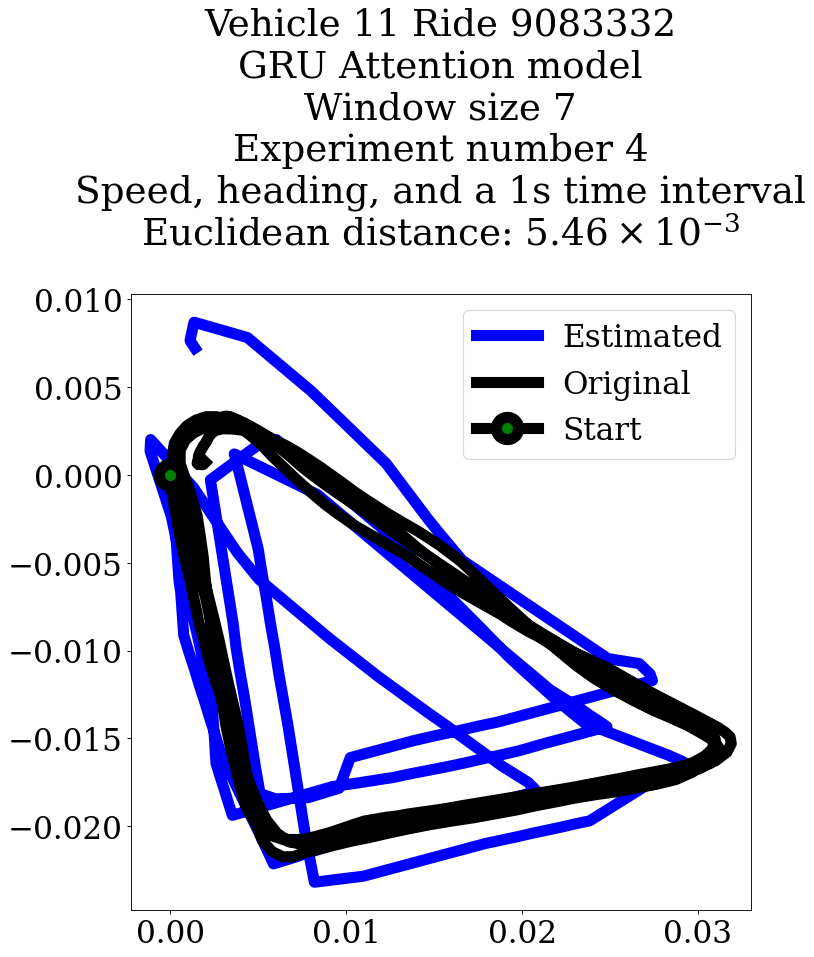 Vehicle 11 Ride 9083332
GRU Attention model
Window size 7
Experiment number 4
Speed, heading, and a 1s time interval
Euclidean distance: 5.46 × 10⁻³
0.010
0.005
0.000
−0.005
−0.010
−0.015
−0.020
Estimated
Original
Start
0.00
0.01
0.02
0.03